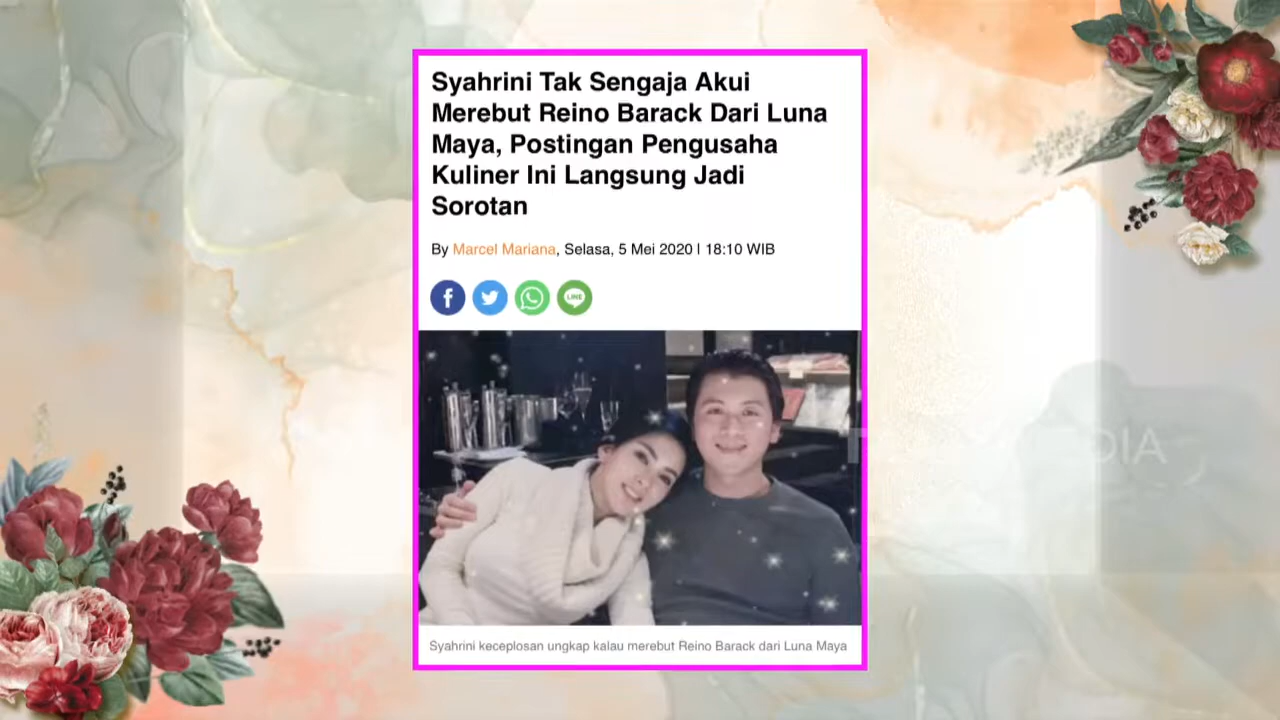 Syahrini Tak Sengaja Akui
Merebut Reino Barack Dari Luna
Maya, Postingan Pengusaha
Kuliner Ini Langsung Jadi
Sorotan
By Marcel Mariana, Selasa, 5 Mei 2020 | 18:10 WIB
LINE
Syahrini keceplosan ungkap kalau merebut Reino Barack dari Luna Maya